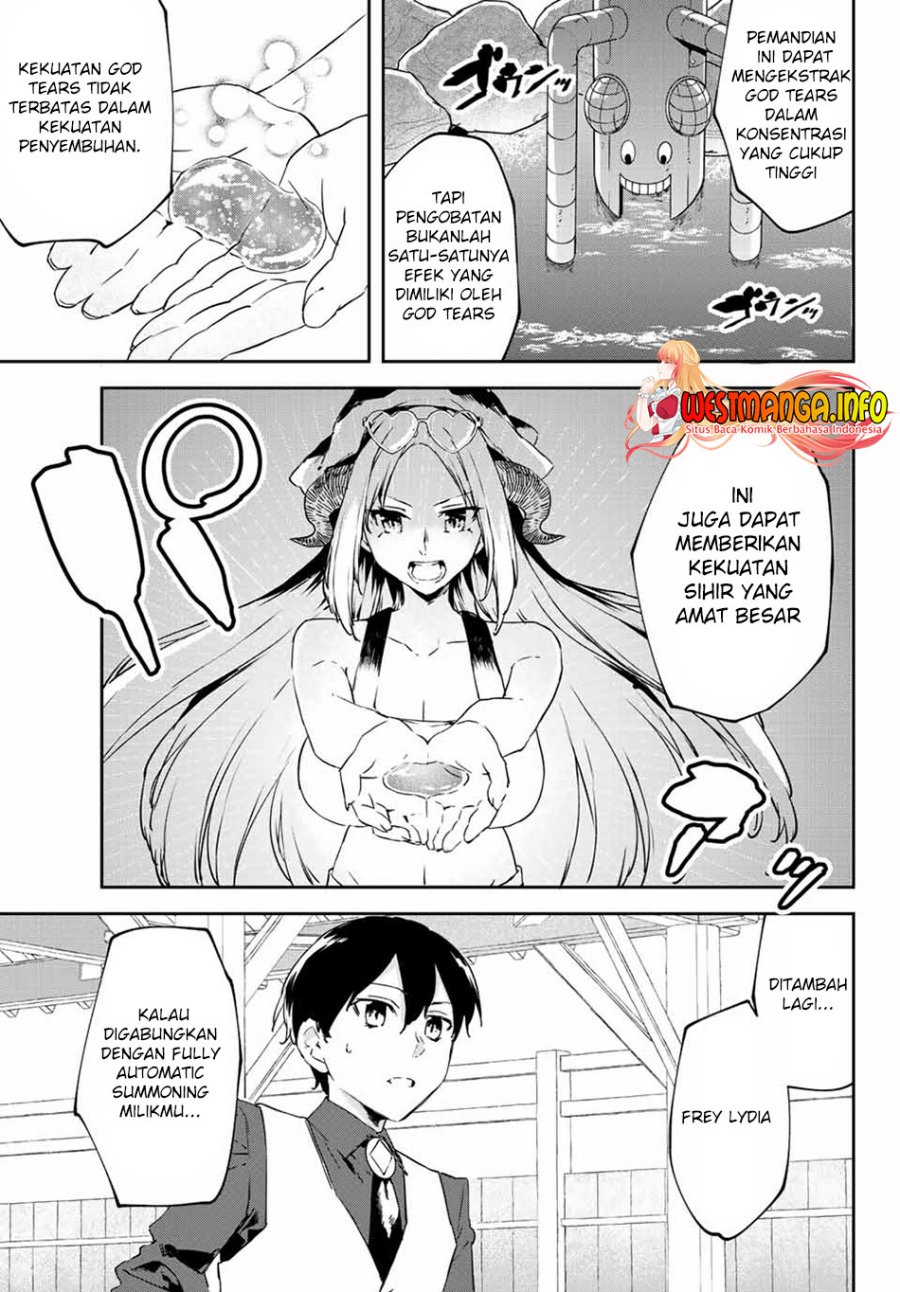 PEMANDIAN
INI DAPAT
MENGEKSTRAK
GOD TEARS
DALAM
KONSENTRASI
YANG CUKUP
TINGGI
TAPI
PENGOBATAN
BUKANLAH
SATU-SATUNYA
EFEK YANG
DIMILIKI OLEH
GOD TEARS
KEKUATAN GOD
TEARS TIDAK
TERBATAS DALAM
KEKUATAN
PENYEMBUHAN.
WESTMANGA.INFO
Situs Baca Komik Berbahasa Indonesia
INI
JUGA DAPAT
MEMBERIKAN
KEKUATAN
SIHIR YANG
AMAT BESAR
DITAMBAH
LAGI...
FREY LYDIA
KALAU
DIGABUNGKAN
DENGAN FULLY
AUTOMATIC
SUMMONING
MILIKMU...